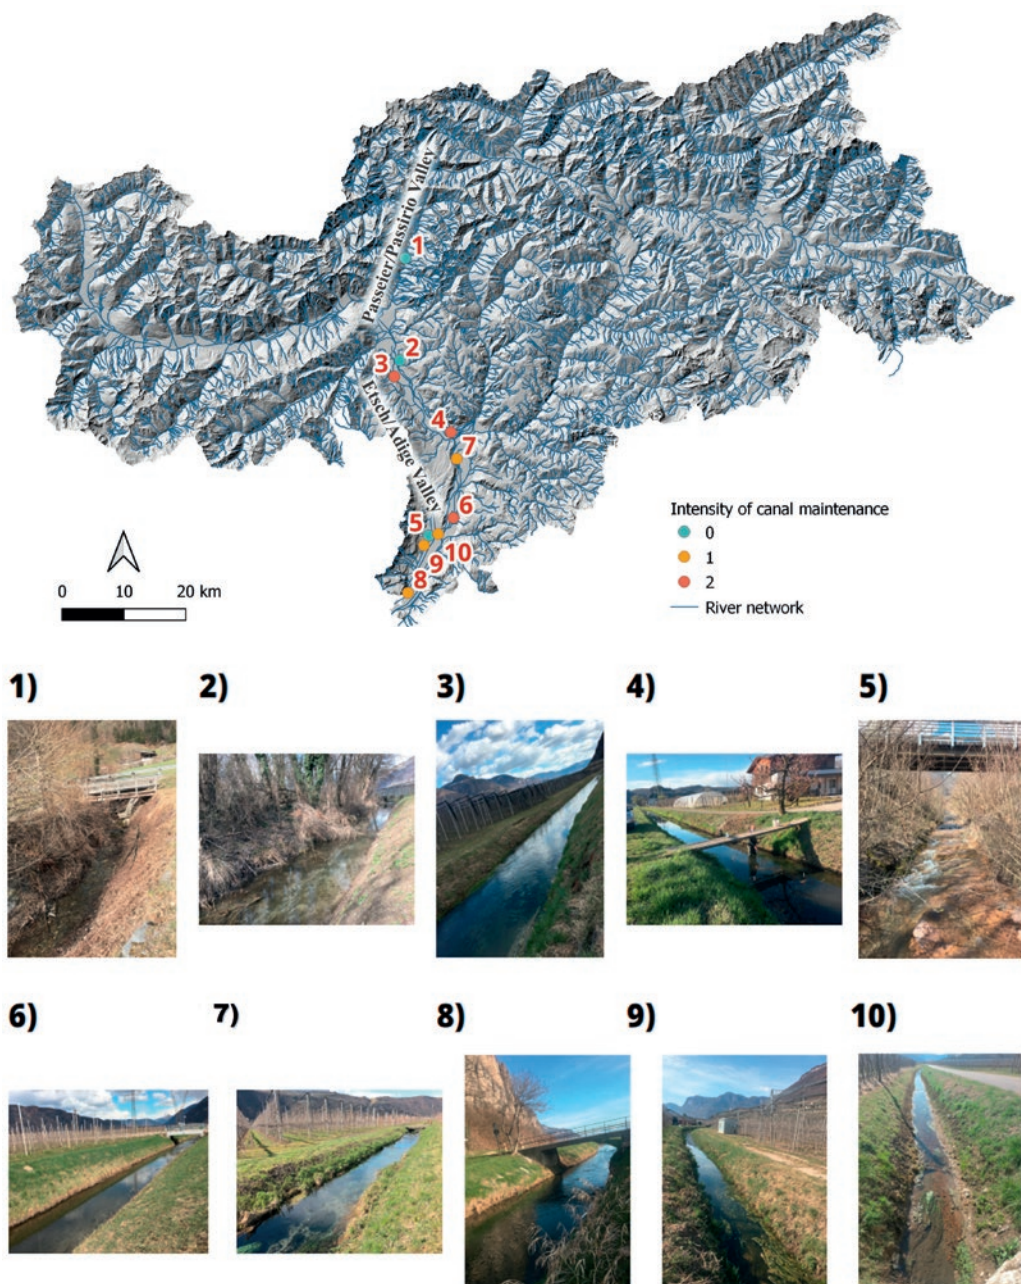 Passeier/Passirio Valley
1
2
3
Etsch/Adige Valley
4
7
6
5
10
9
8
Intensity of canal maintenance
0
1
2
River network
0 10 20 km
1) 2) 3) 4) 5)
6) 7) 8) 9) 10)